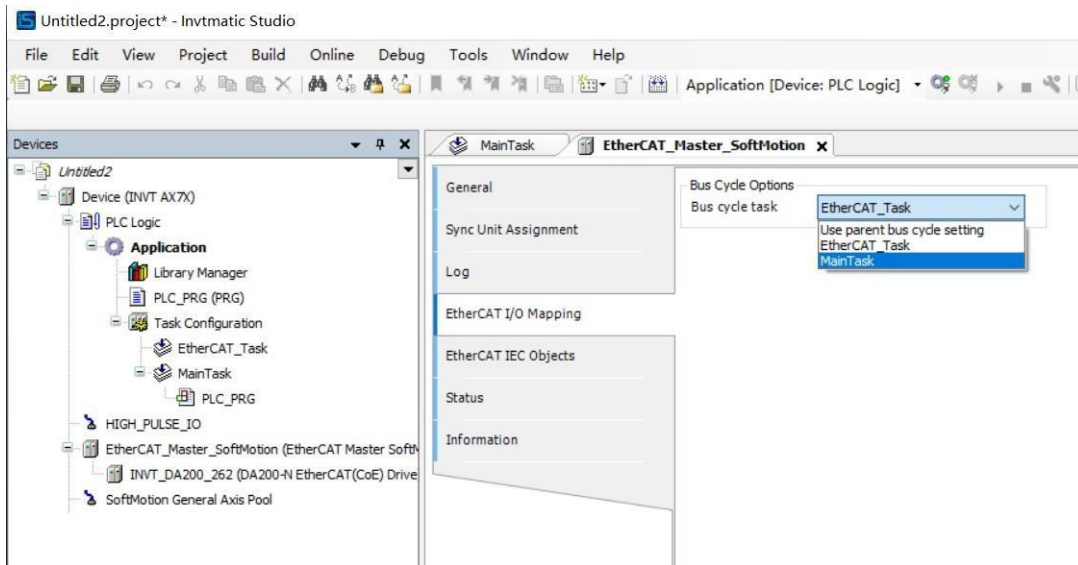 Untitled2.project* - Invtmatic Studio
File Edit View Project Build Online Debug Tools Window Help
Application [Device: PLC Logic]
Devices
Untitled2
Device (INVT AX7X)
PLC Logic
Application
Library Manager
PLC_PRG (PRG)
Task Configuration
EtherCAT_Task
MainTask
PLC_PRG
HIGH_PULSE_IO
EtherCAT_Master_SoftMotion (EtherCAT Master Soft
INVT_DA200_262 (DA200-N EtherCAT(CoE) Drive
SoftMotion General Axis Pool
MainTask
EtherCAT_Master_SoftMotion
General
Sync Unit Assignment
Log
EtherCAT I/O Mapping
EtherCAT IEC Objects
Status
Information
Bus Cycle Options
Bus cycle task EtherCAT_Task
Use parent bus cycle setting
EtherCAT_Task
MainTask